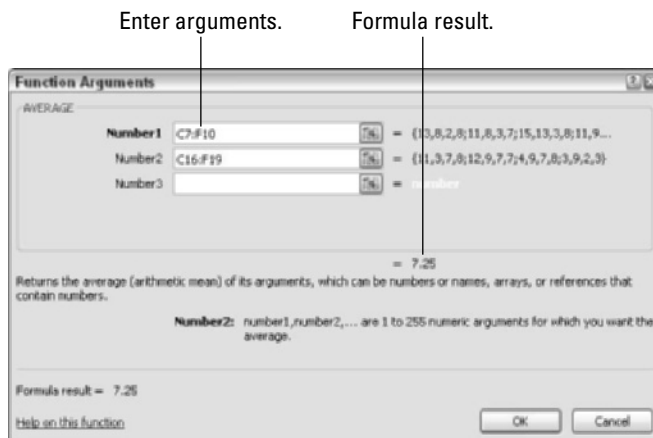 Enter arguments. Formula result.
Function Arguments
AVERAGE
Number1 C7:F10 = {13,8,2,8;11,8,3,7;15,13,3,8;11,9...
Number2 C16:F19 = {11,3,7,8;12,9,7,7;4,9,7,8;3,9,2,3}
Number3 = number
= 7.25
Returns the average (arithmetic mean) of its arguments, which can be numbers or names, arrays, or references that
contain numbers.
Number2: number1,number2,... are 1 to 255 numeric arguments for which you want the
average.
Formula result = 7.25
Help on this function OK Cancel